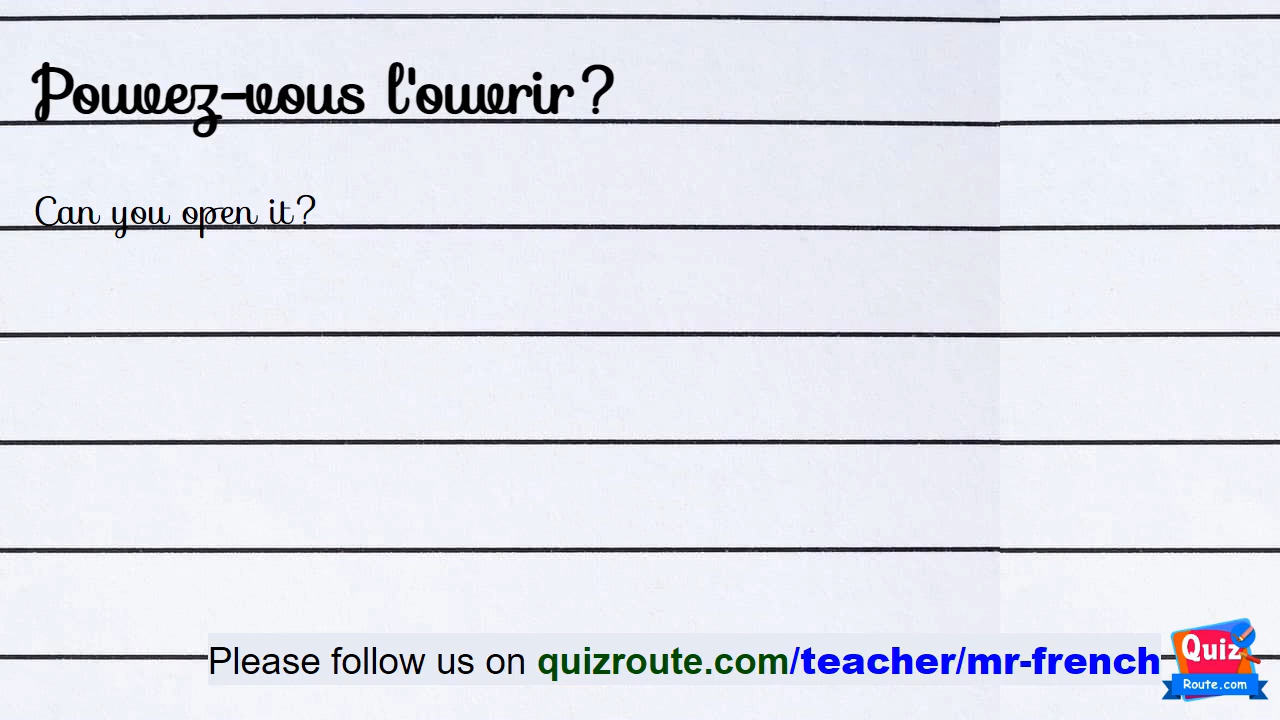 Pouvez-vous l'ouvrir?
Can you open it?
Please follow us on quizroute.com/teacher/mr-french
Quiz
Route.com